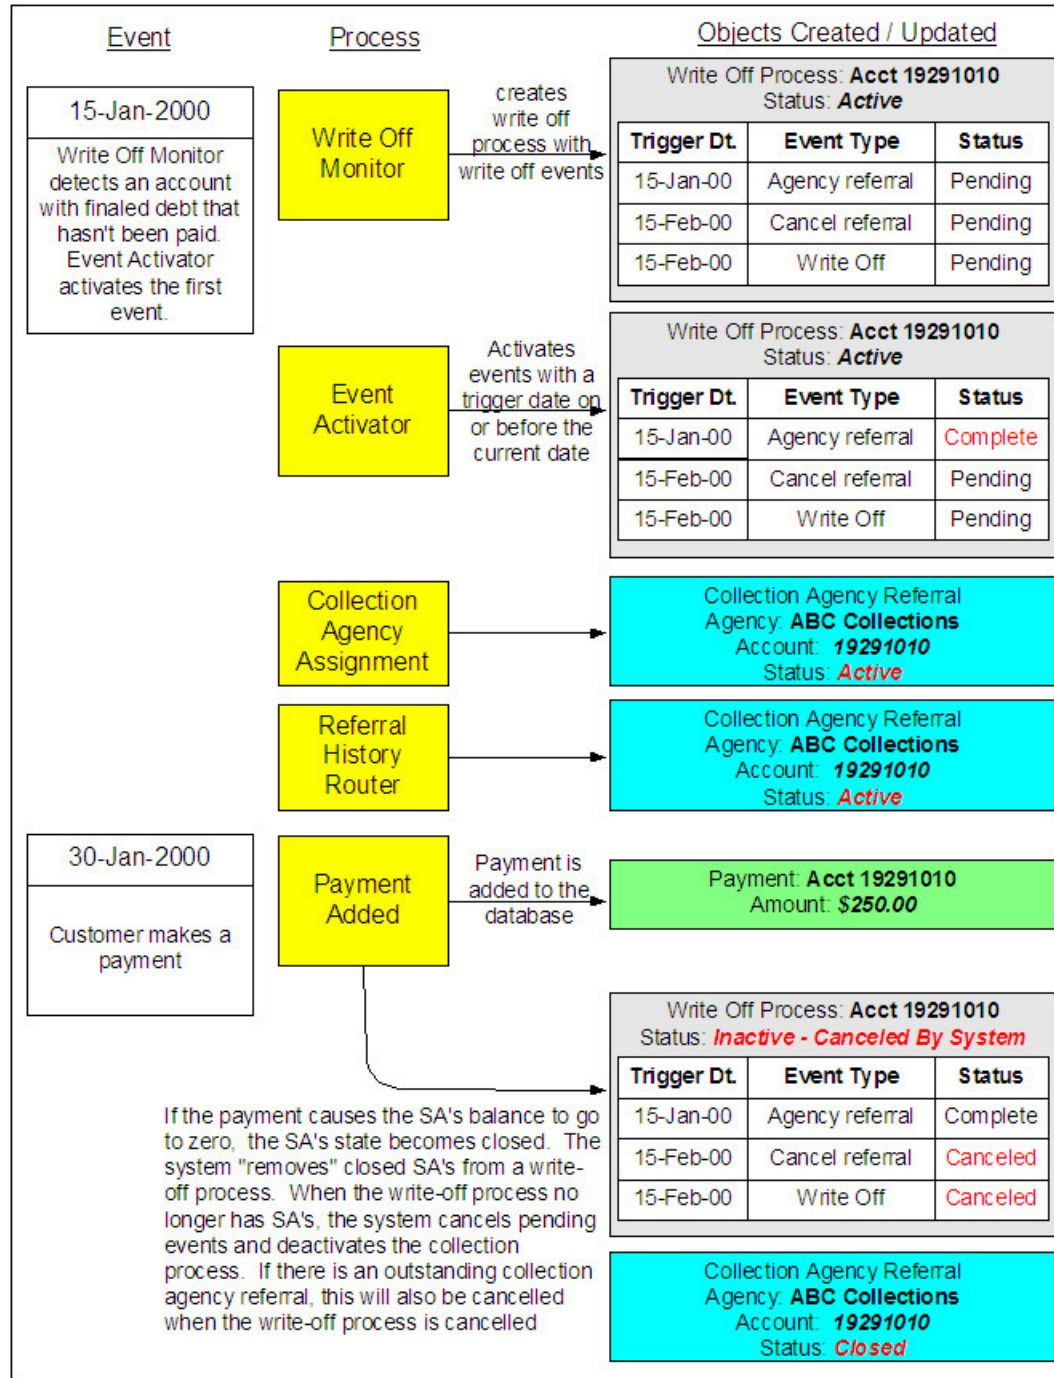 Event
Process
Objects Created / Updated
15-Jan-2000
Write Off Monitor
detects an account
with finaled debt that
hasn't been paid.
Event Activator
activates the first
event.
Write Off
Monitor
creates
write off
process with
write off events
Write Off Process: Acct 19291010
Status: Active
Trigger Dt. Event Type Status
15-Jan-00 Agency referral Pending
15-Feb-00 Cancel referral Pending
15-Feb-00 Write Off Pending
Event
Activator
Activates
events with a
trigger date on
or before the
current date
Write Off Process: Acct 19291010
Status: Active
Trigger Dt. Event Type Status
15-Jan-00 Agency referral Complete
15-Feb-00 Cancel referral Pending
15-Feb-00 Write Off Pending
Collection
Agency
Assignment
Collection Agency Referral
Agency: ABC Collections
Account: 19291010
Status: Active
Referral
History
Router
Collection Agency Referral
Agency: ABC Collections
Account: 19291010
Status: Active
30-Jan-2000
Customer makes a
payment
Payment
Added
Payment is
added to the
database
Payment: Acct 19291010
Amount: $250.00
Write Off Process: Acct 19291010
Status: Inactive - Canceled By System
Trigger Dt. Event Type Status
15-Jan-00 Agency referral Complete
15-Feb-00 Cancel referral Canceled
15-Feb-00 Write Off Canceled
If the payment causes the SA's balance to go
to zero, the SA's state becomes closed. The
system "removes" closed SA's from a write-
off process. When the write-off process no
longer has SA's, the system cancels pending
events and deactivates the collection
process. If there is an outstanding collection
agency referral, this will also be cancelled
when the write-off process is cancelled
Collection Agency Referral
Agency: ABC Collections
Account: 19291010
Status: Closed